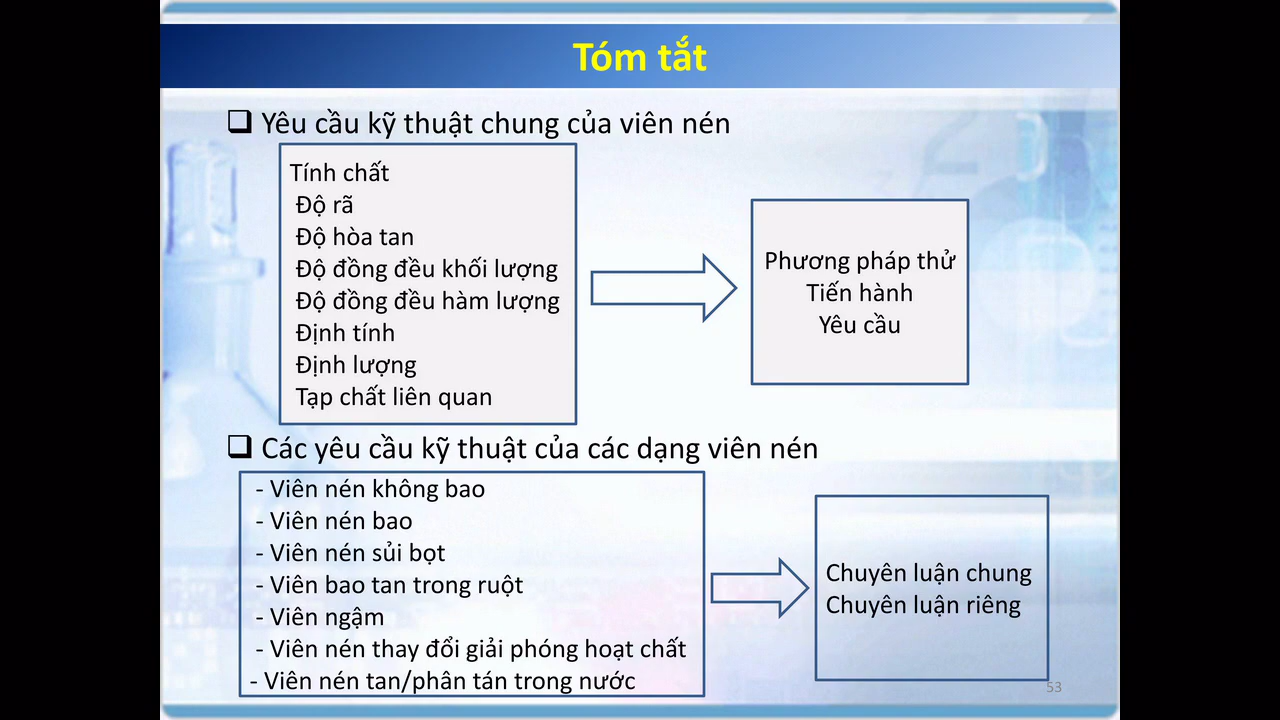 Tóm tắt
Yêu cầu kỹ thuật chung của viên nén
Tính chất
Độ rã
Độ hòa tan
Độ đồng đều khối lượng
Độ đồng đều hàm lượng
Định tính
Định lượng
Tạp chất liên quan
Phương pháp thử
Tiến hành
Yêu cầu
Các yêu cầu kỹ thuật của các dạng viên nén
- Viên nén không bao
- Viên nén bao
- Viên nén sủi bọt
- Viên bao tan trong ruột
- Viên ngậm
- Viên nén thay đổi giải phóng hoạt chất
- Viên nén tan/phân tán trong nước
Chuyên luận chung
Chuyên luận riêng
53